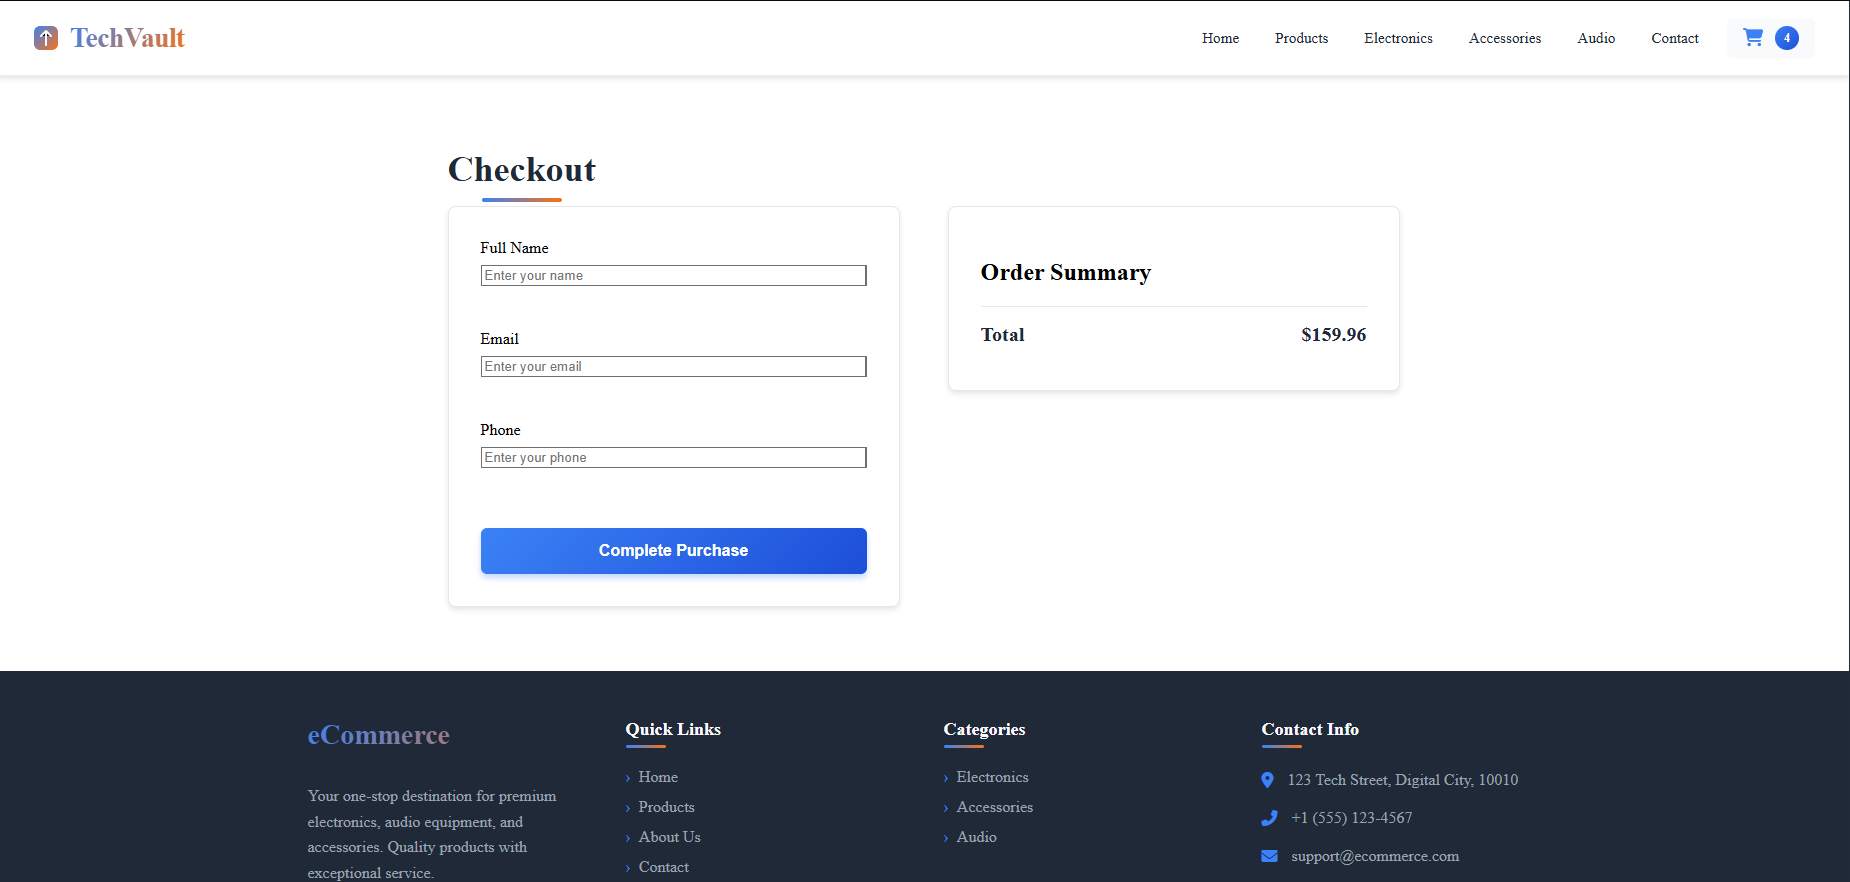 TechVault
Home
Products
Electronics
Accessories
Audio
Contact
4
Checkout
Full Name
Enter your name
Email
Enter your email
Phone
Enter your phone
Complete Purchase
Order Summary
Total $159.96
eCommerce
Your one-stop destination for premium
electronics, audio equipment, and
accessories. Quality products with
exceptional service.
Quick Links
› Home
› Products
› About Us
› Contact
Categories
› Electronics
› Accessories
› Audio
Contact Info
123 Tech Street, Digital City, 10010
+1 (555) 123-4567
support@ecommerce.com